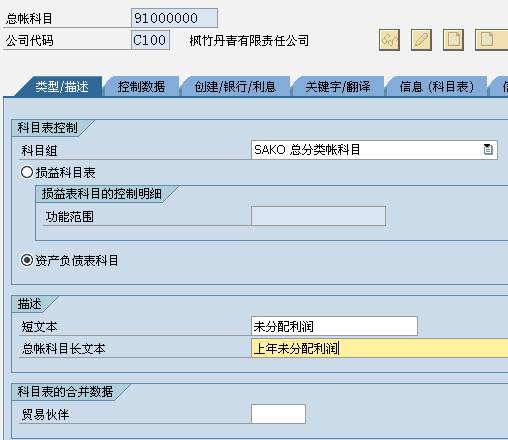 总帐科目 91000000
公司代码 C100 枫竹丹青有限责任公司
类型/描述 控制数据 创建/银行/利息 关键字/翻译 信息 (科目表)
科目表控制
科目组 SAKO 总分类帐科目
损益科目表
损益表科目的控制明细
功能范围
资产负债表科目
描述
短文本 未分配利润
总帐科目长文本 上年未分配利润
科目表的合并数据
贸易伙伴